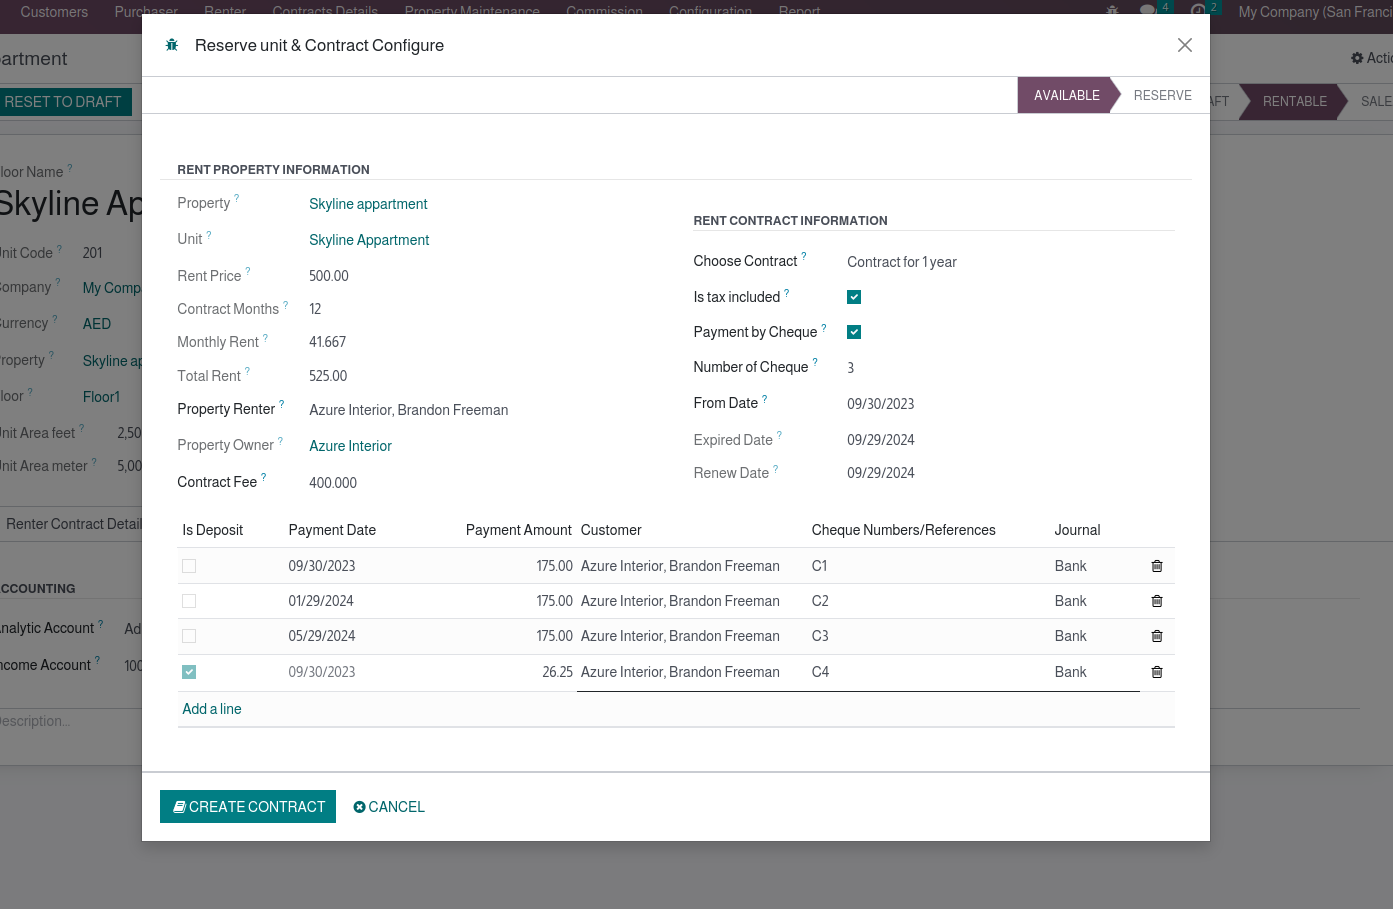 Customers Purchaser Renter Contracts Details Property Maintenance Commission Configuration Report 4 2 My Company (San Franci
Reserve unit & Contract Configure
artment
Actio
RESET TO DRAFT
AVAILABLE RESERVE
AFT RENTABLE SALE
RENT PROPERTY INFORMATION
loor Name ?
Skyline Ap
Property ? Skyline appartment
Unit ? Skyline Appartment
Rent Price ? 500.00
Contract Months ? 12
Monthly Rent ? 41.667
Total Rent ? 525.00
Property Renter ? Azure Interior, Brandon Freeman
Property Owner ? Azure Interior
Contract Fee ? 400.000
RENT CONTRACT INFORMATION
Choose Contract ? Contract for 1 year
Is tax included ?
Payment by Cheque ?
Number of Cheque ? 3
From Date ? 09/30/2023
Expired Date ? 09/29/2024
Renew Date ? 09/29/2024
nit Code ? 201
ompany ? My Comp
urrency ? AED
roperty ? Skyline ap
loor ? Floor1
nit Area feet ? 2,50
nit Area meter ? 5,00
Renter Contract Detail
Is Deposit Payment Date Payment Amount Customer Cheque Numbers/References Journal
09/30/2023 175.00 Azure Interior, Brandon Freeman C1 Bank
01/29/2024 175.00 Azure Interior, Brandon Freeman C2 Bank
05/29/2024 175.00 Azure Interior, Brandon Freeman C3 Bank
09/30/2023 26.25 Azure Interior, Brandon Freeman C4 Bank
Add a line
CCOUNTING
nalytic Account ? Ad
ncome Account ? 100
escription...
CREATE CONTRACT CANCEL